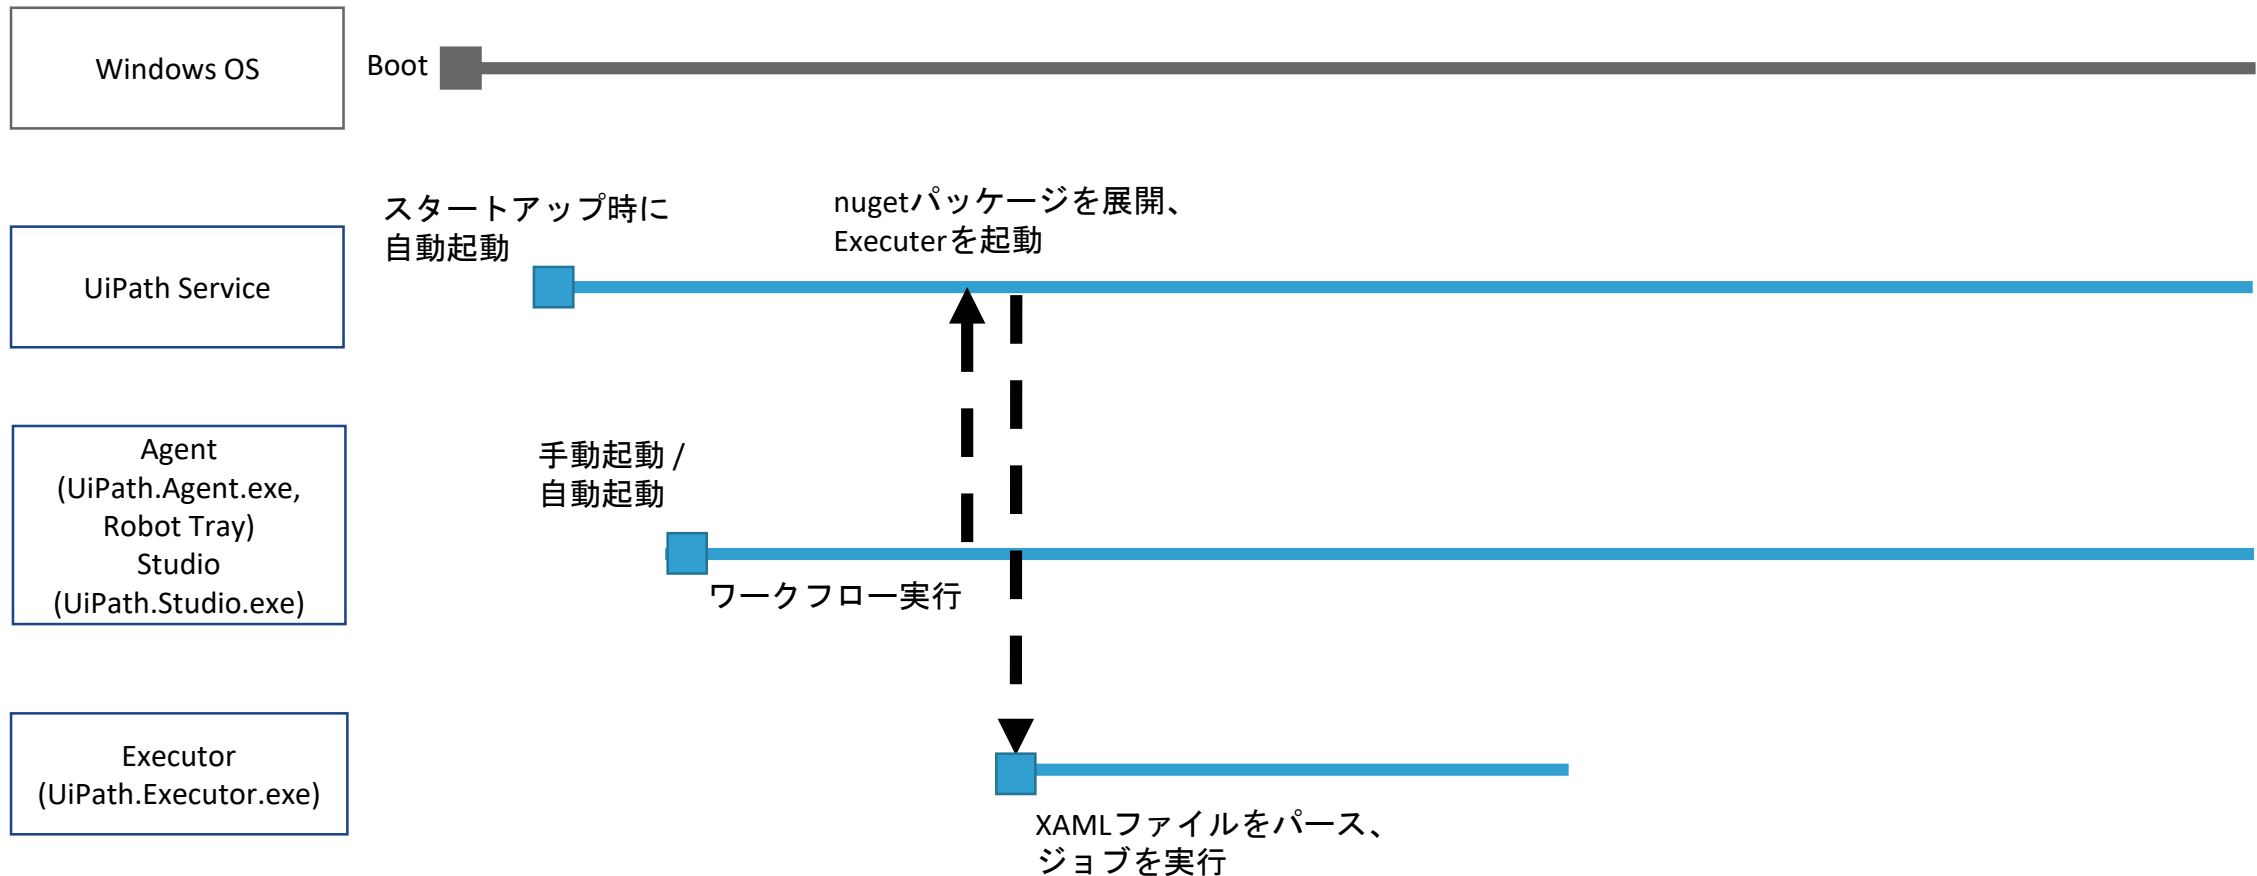 Windows OS
Boot
スタートアップ時に
自動起動
nugetパッケージを展開、
Executerを起動
UiPath Service
Agent
(UiPath.Agent.exe,
Robot Tray)
Studio
(UiPath.Studio.exe)
手動起動 /
自動起動
ワークフロー実行
Executor
(UiPath.Executor.exe)
XAMLファイルをパース、
ジョブを実行